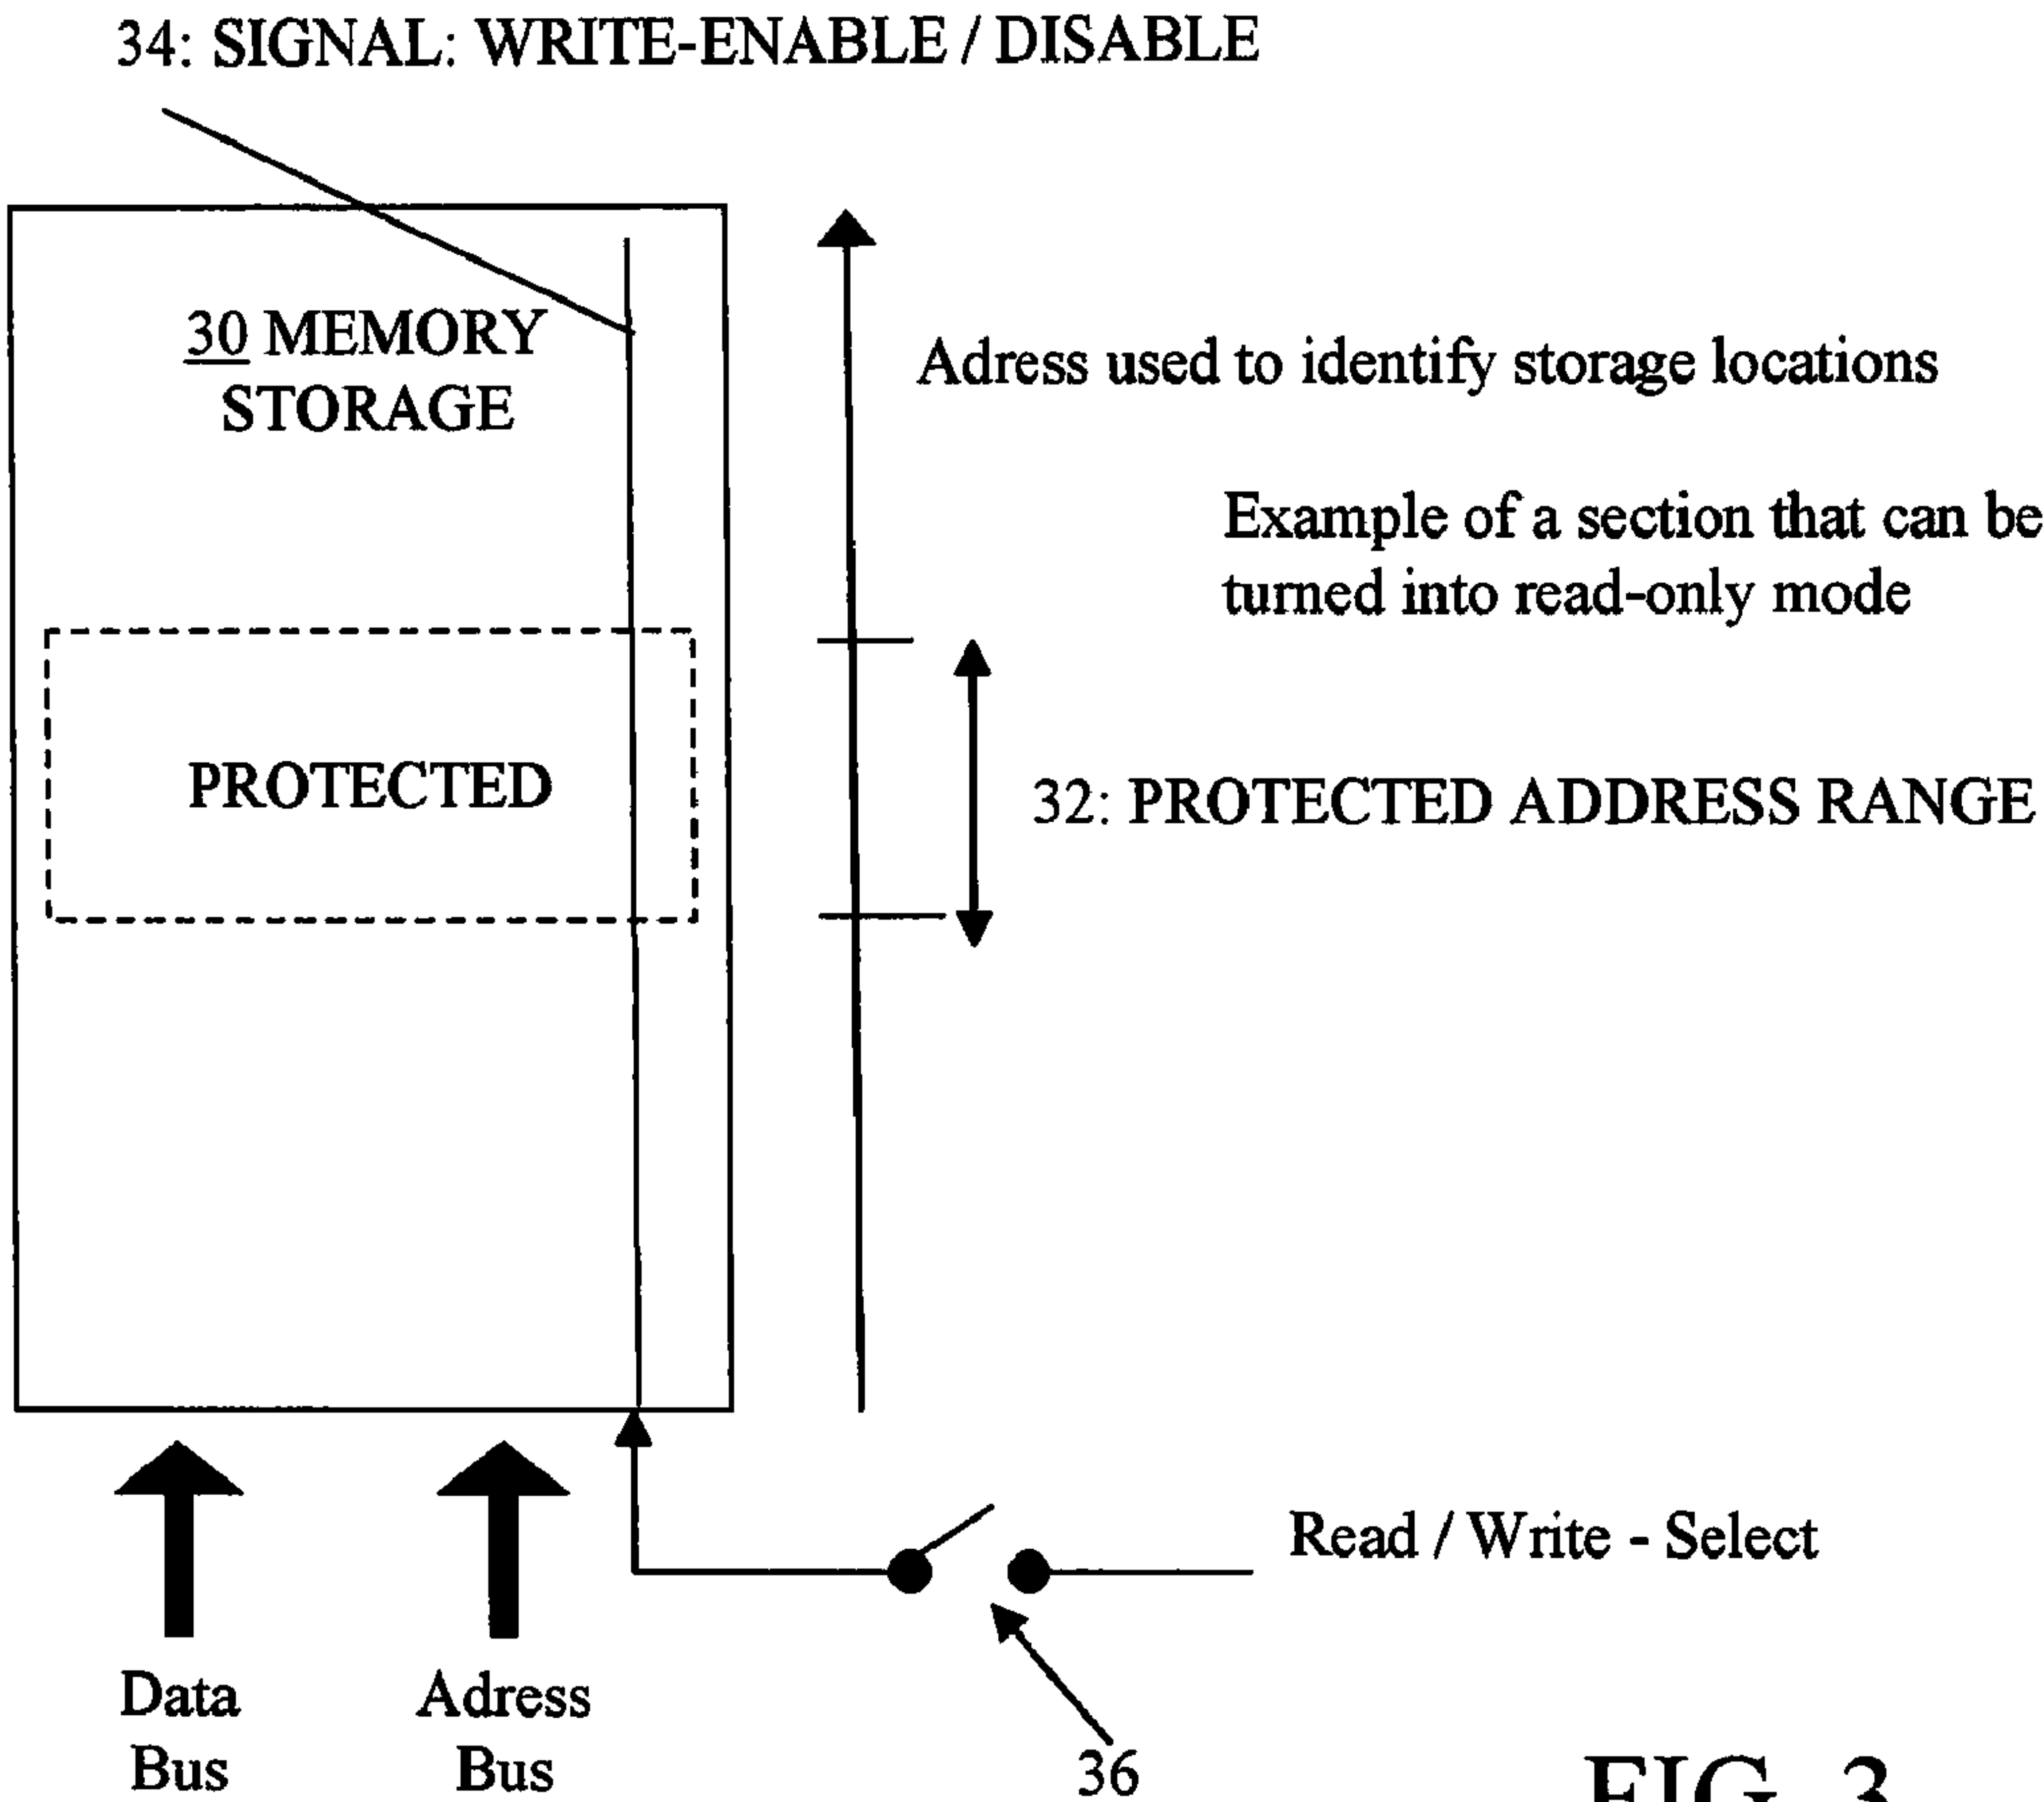 34: SIGNAL: WRITE-ENABLE / DISABLE
30 MEMORY
STORAGE
Adress used to identify storage locations
Example of a section that can be
turned into read-only mode
PROTECTED
32: PROTECTED ADDRESS RANGE
Read / Write - Select
Data
Bus
Adress
Bus
36
FIG. 3